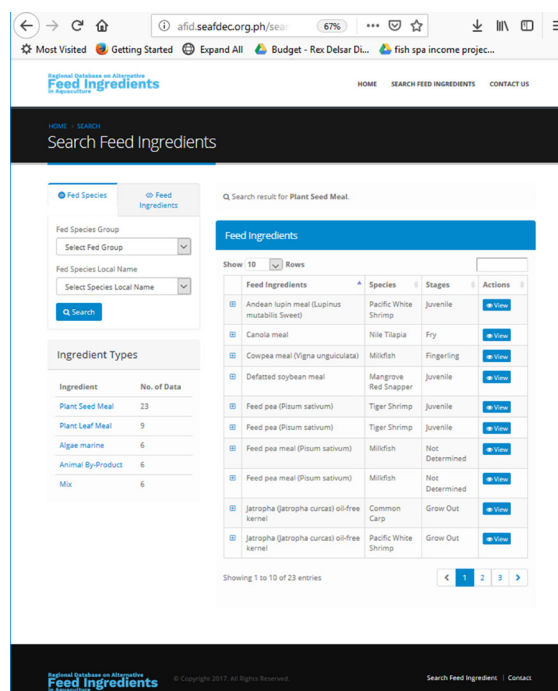 afid.seafdec.org.ph/sear
67%
Most Visited
Getting Started
Expand All
Budget - Rex Delsar Di...
fish spa income projec...
Regional Database on Alternative
Feed Ingredients
in Aquaculture
HOME
SEARCH FEED INGREDIENTS
CONTACT US
HOME > SEARCH
Search Feed Ingredients
Fed Species
Feed Ingredients
Fed Species Group
Select Fed Group
Fed Species Local Name
Select Species Local Name
Search
Ingredient Types
Ingredient No. of Data
Plant Seed Meal 23
Plant Leaf Meal 9
Algae marine 6
Animal By-Product 6
Mix 6
Search result for Plant Seed Meal.
Feed Ingredients
Show 10 Rows
Feed Ingredients Species Stages Actions
Andean lupin meal (Lupinus mutabilis Sweet) Pacific White Shrimp Juvenile View
Canola meal Nile Tilapia Fry View
Cowpea meal (Vigna unguiculata) Milkfish Fingerling View
Defatted soybean meal Mangrove Red Snapper Juvenile View
Feed pea (Pisum sativum) Tiger Shrimp Juvenile View
Feed pea (Pisum sativum) Tiger Shrimp Juvenile View
Feed pea meal (Pisum sativum) Milkfish Not Determined View
Feed pea meal (Pisum sativum) Milkfish Not Determined View
Jatropha (Jatropha curcas) oil-free kernel Common Carp Grow Out View
Jatropha (Jatropha curcas) oil-free kernel Pacific White Shrimp Grow Out View
Showing 1 to 10 of 23 entries
1 2 3
Regional Database on Alternative
Feed Ingredients
in Aquaculture
© Copyright 2017. All Rights Reserved.
Search Feed Ingredient | Contact